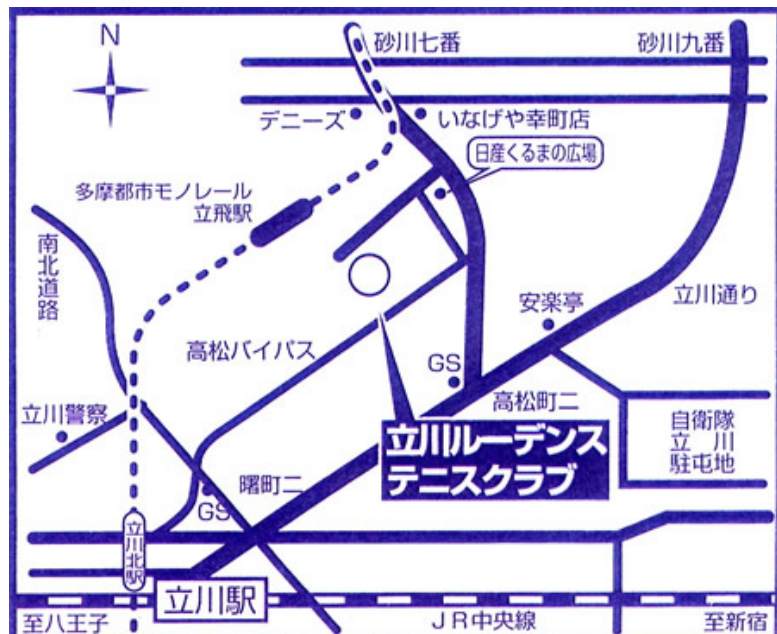 N
砂川七番
砂川九番
デニーズ
いなげや幸町店
日産くるまの広場
多摩都市モノレール
立飛駅
南北道路
安楽亭
立川通り
高松バイパス
GS
高松町二
立川警察
立川ルーデンス
テニスクラブ
自衛隊
立川
駐屯地
曙町二
GS
立川北駅
立川駅
至八王子
JR中央線
至新宿